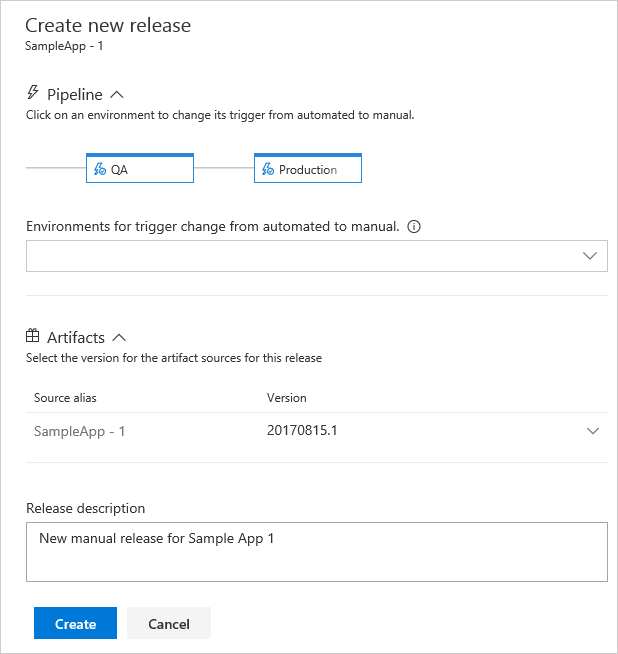 Create new release
SampleApp - 1
Pipeline
Click on an environment to change its trigger from automated to manual.
QA
Production
Environments for trigger change from automated to manual.
Artifacts
Select the version for the artifact sources for this release
Source alias
Version
SampleApp - 1
20170815.1
Release description
New manual release for Sample App 1
Create
Cancel